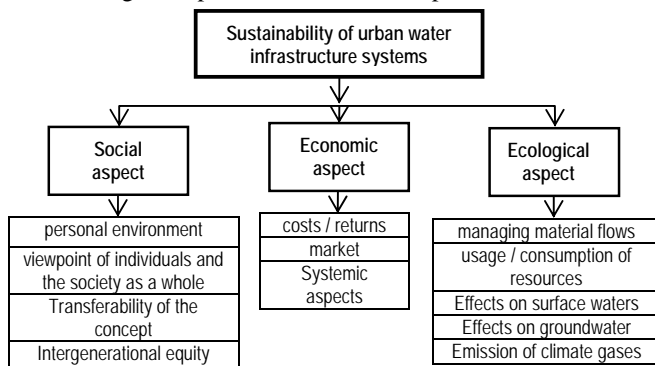 Sustainability of urban water
infrastructure systems
Social
aspect
personal environment
viewpoint of individuals and
the society as a whole
Transferability of the
concept
Intergenerational equity
Economic
aspect
costs / returns
market
Systemic
aspects
Ecological
aspect
managing material flows
usage / consumption of
resources
Effects on surface waters
Effects on groundwater
Emission of climate gases